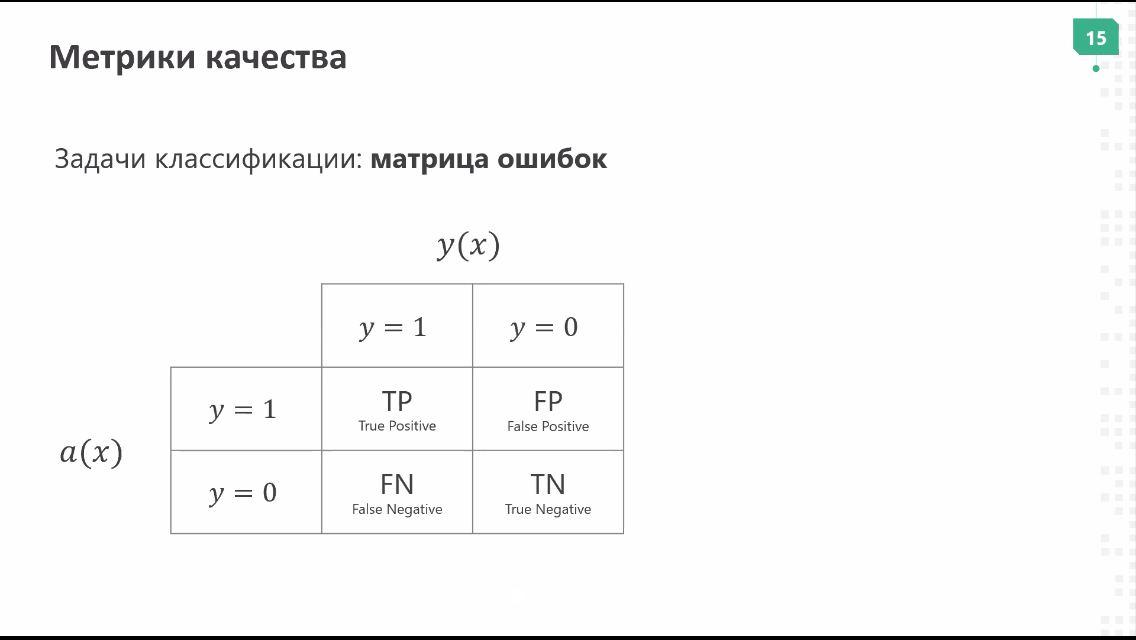 15
Метрики качества
Задачи классификации: матрица ошибок
y(x)
y = 1 y = 0
y = 1 TP FP
True Positive False Positive
a(x)
y = 0 FN TN
False Negative True Negative